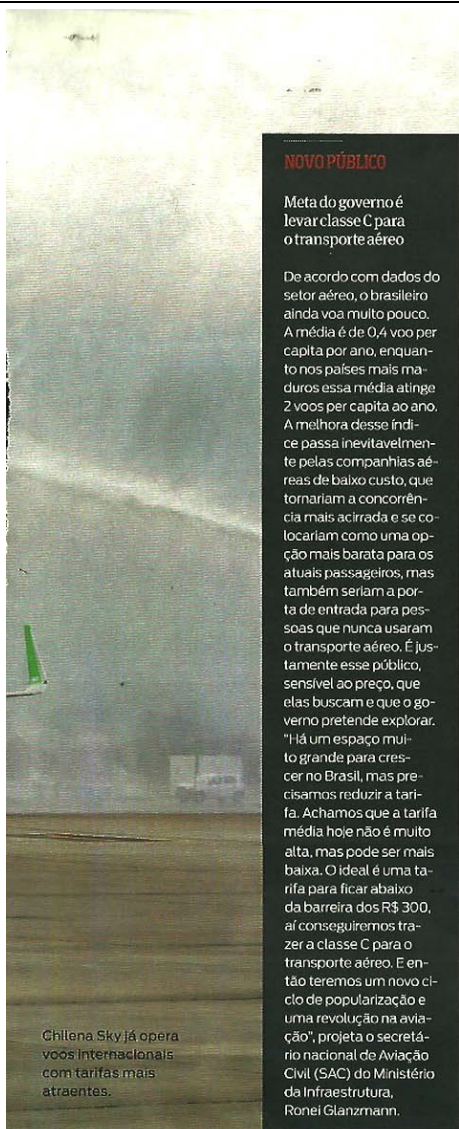 NOVO PÚBLICO
Meta do governo é
levar classe C para
o transporte aéreo
De acordo com dados do
setor aéreo, o brasileiro
ainda voa muito pouco.
A média é de 0,4 voo per
capita por ano, enquan-
to nos países mais ma-
duros essa média atinge
2 voos per capita ao ano.
A melhora desse índi-
ce passa inevitavelmen-
te pelas companhias aé-
reas de baixo custo, que
tornariam a concorrên-
cia mais acirrada e se co-
locariam como uma op-
ção mais barata para os
atuais passageiros, mas
também seriam a por-
ta de entrada para pes-
soas que nunca usaram
o transporte aéreo. É jus-
tamente esse público,
sensível ao preço, que
elas buscam e que o go-
verno pretende explorar.
"Há um espaço mui-
to grande para cres-
cer no Brasil, mas pre-
cisamos reduzir a tari-
fa. Achamos que a tarifa
média hoje não é muito
alta, mas pode ser mais
baixa. O ideal é uma ta-
rifa para ficar abaixo
da barreira dos R$ 300,
aí conseguiremos tra-
zer a classe C para o
transporte aéreo. E en-
tão teremos um novo ci-
clo de popularização e
uma revolução na avia-
ção", projeta o secretá-
rio nacional de Aviação
Civil (SAC) do Ministério
da Infraestrutura,
Ronei Glanzmann.
Chilena Sky já opera
voos internacionais
com tarifas mais
atraentes.